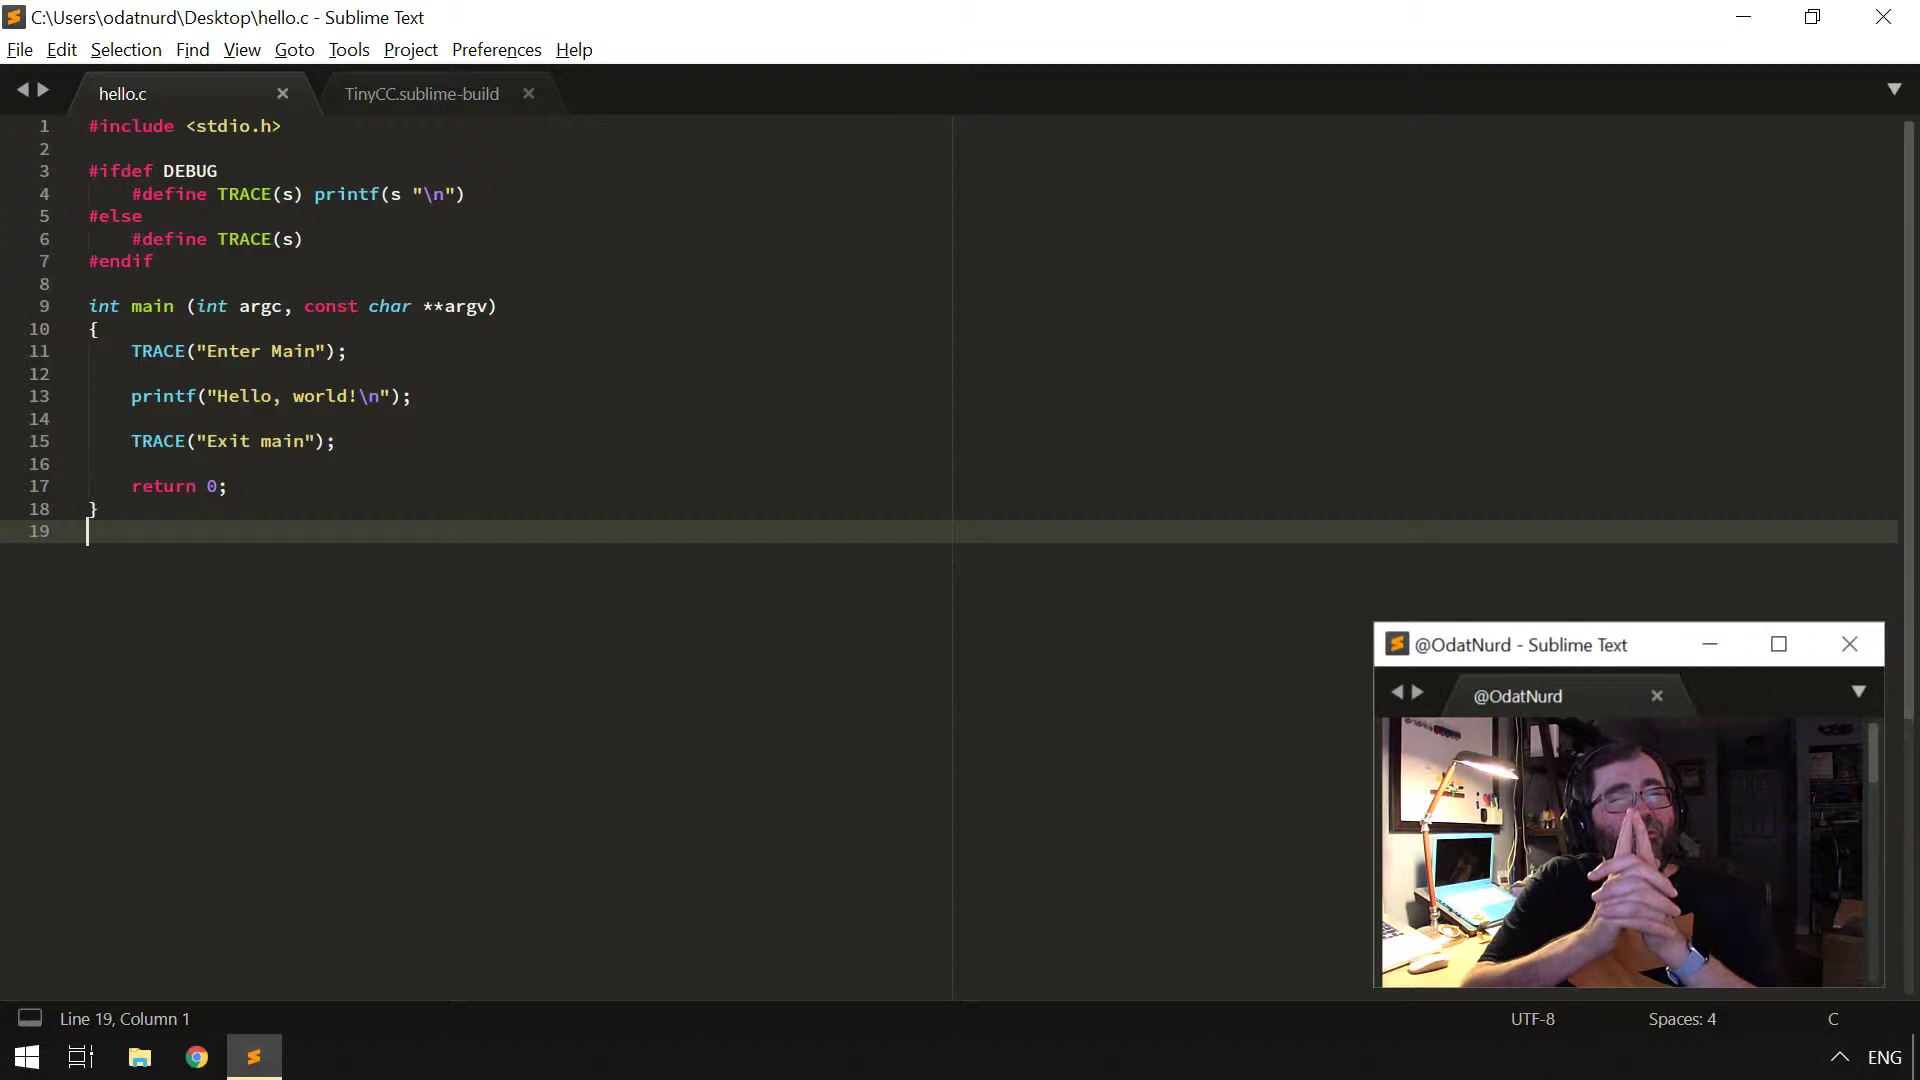 C:\Users\odatnurd\Desktop\hello.c - Sublime Text
File Edit Selection Find View Goto Tools Project Preferences Help
hello.c
TinyCC.sublime-build
1 #include <stdio.h>
2
3 #ifdef DEBUG
4     #define TRACE(s) printf(s "\n")
5 #else
6     #define TRACE(s)
7 #endif
8
9 int main (int argc, const char **argv)
10 {
11     TRACE("Enter Main");
12
13     printf("Hello, world!\n");
14
15     TRACE("Exit main");
16
17     return 0;
18 }
19
@OdatNurd - Sublime Text
@OdatNurd
Line 19, Column 1
UTF-8
Spaces: 4
C
ENG